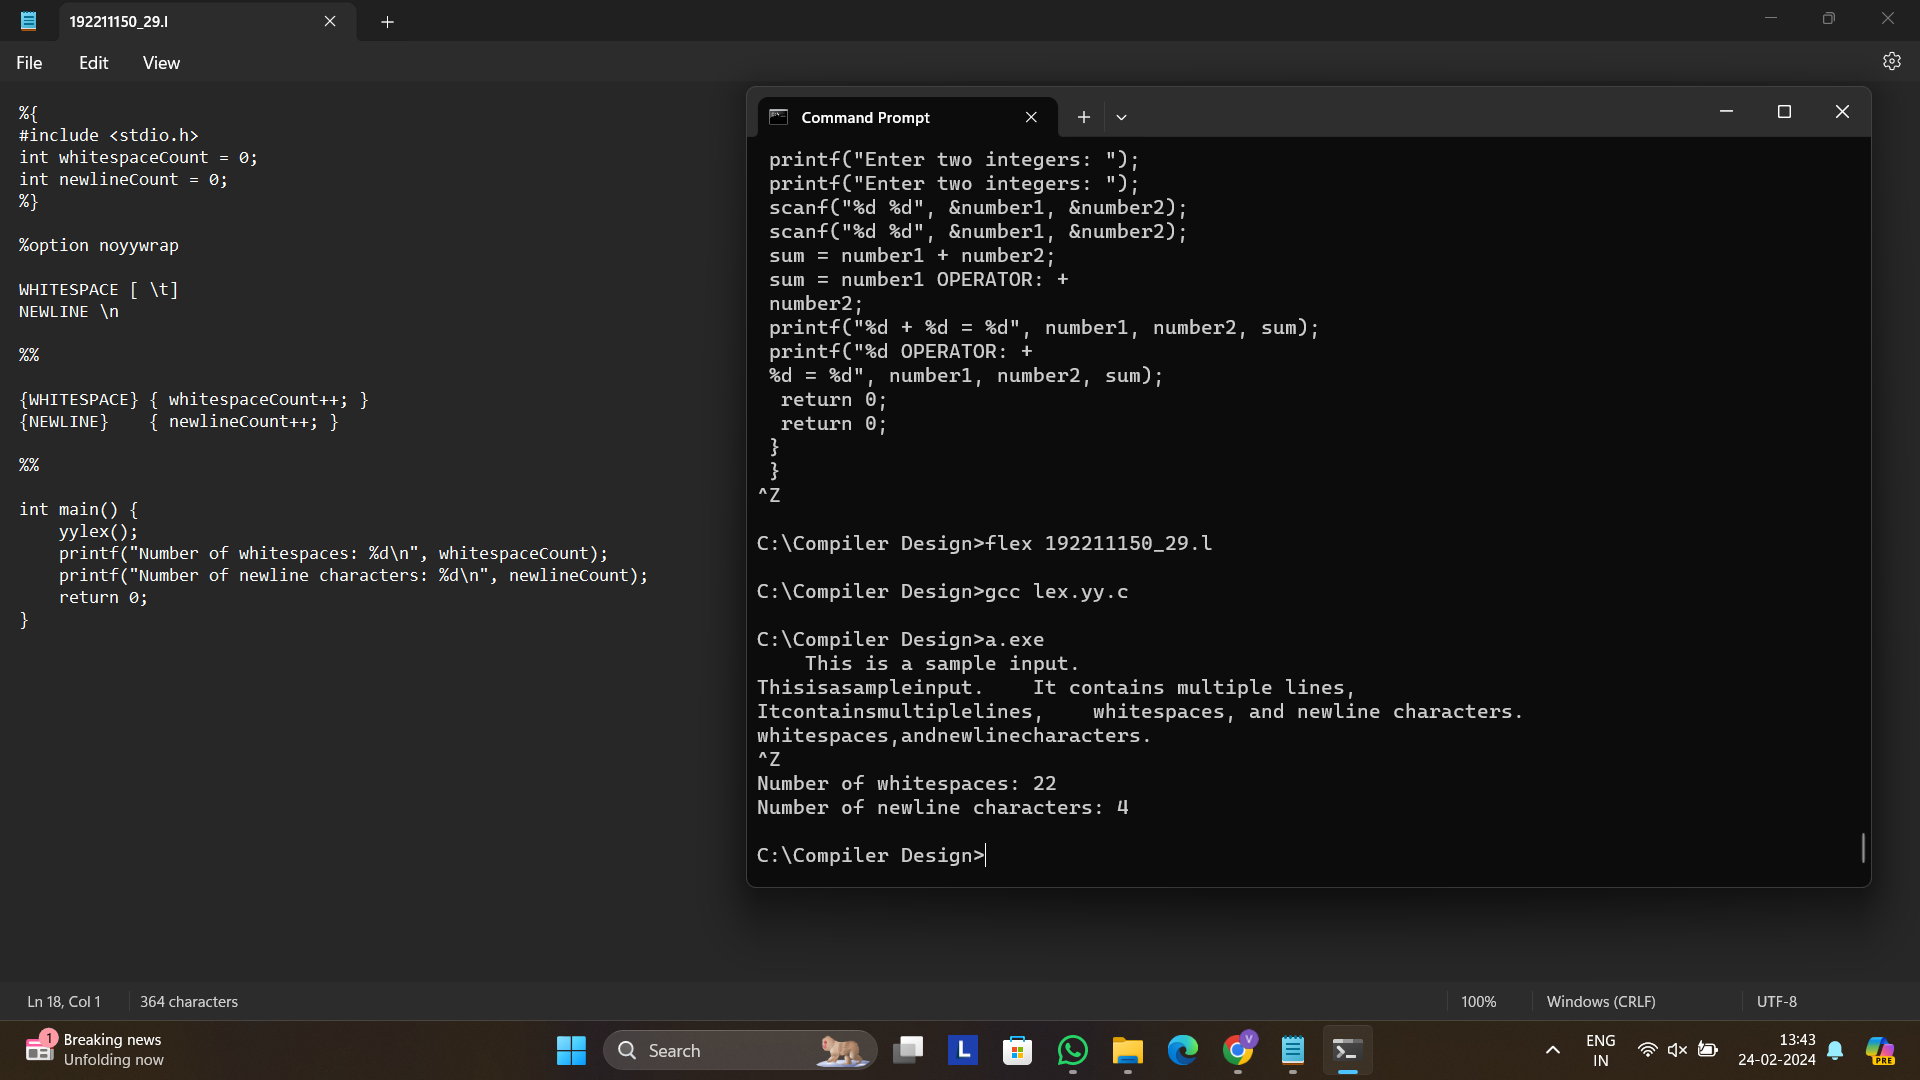 192211150_29.l
File Edit View
%{
#include <stdio.h>
int whitespaceCount = 0;
int newlineCount = 0;
%}
%option noyywrap
WHITESPACE [ \t]
NEWLINE \n
%%
{WHITESPACE} { whitespaceCount++; }
{NEWLINE}    { newlineCount++; }
%%
int main() {
    yylex();
    printf("Number of whitespaces: %d\n", whitespaceCount);
    printf("Number of newline characters: %d\n", newlineCount);
    return 0;
}
Command Prompt
printf("Enter two integers: ");
printf("Enter two integers: ");
scanf("%d %d", &number1, &number2);
scanf("%d %d", &number1, &number2);
sum = number1 + number2;
sum = number1 OPERATOR: +
number2;
printf("%d + %d = %d", number1, number2, sum);
printf("%d OPERATOR: +
%d = %d", number1, number2, sum);
 return 0;
 return 0;
}
}
^Z
C:\Compiler Design>flex 192211150_29.l
C:\Compiler Design>gcc lex.yy.c
C:\Compiler Design>a.exe
    This is a sample input.
Thisisasampleinput.    It contains multiple lines,
Itcontainsmultiplelines,    whitespaces, and newline characters.
whitespaces,andnewlinecharacters.
^Z
Number of whitespaces: 22
Number of newline characters: 4
C:\Compiler Design>
Ln 18, Col 1 364 characters 100% Windows (CRLF) UTF-8
1 Breaking news
Unfolding now
Search
L
V
ENG
IN
13:43
24-02-2024
PRE